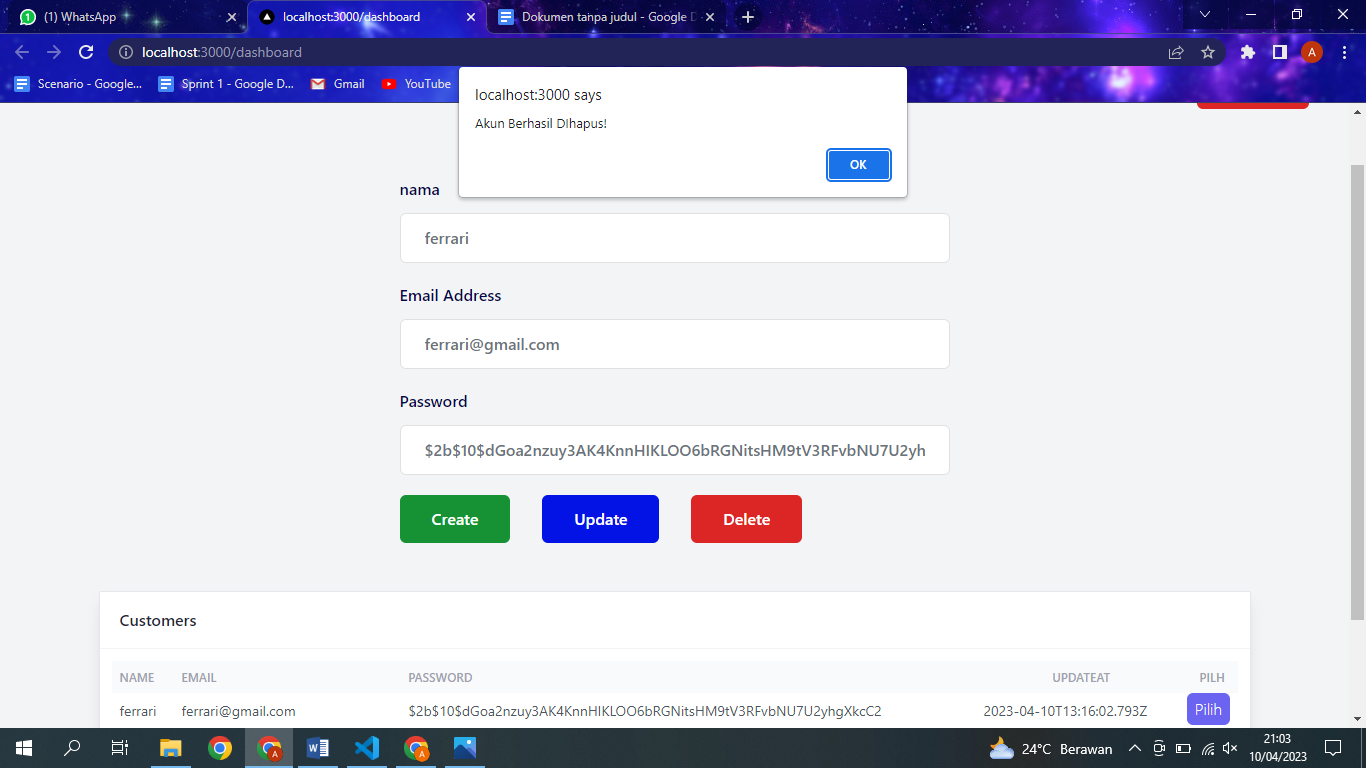 (1) WhatsApp
localhost:3000/dashboard
Dokumen tanpa judul - Google D
localhost:3000/dashboard
A
Scenario - Google...
Sprint 1 - Google D...
Gmail
YouTube
localhost:3000 says
Akun Berhasil DIhapus!
OK
nama
ferrari
Email Address
ferrari@gmail.com
Password
$2b$10$dGoa2nzuy3AK4KnnHIKLOO6bRGNitsHM9tV3RFvbNU7U2yh
Create Update Delete
Customers
NAME EMAIL PASSWORD UPDATEAT PILH
ferrari ferrari@gmail.com $2b$10$dGoa2nzuy3AK4KnnHIKLOO6bRGNitsHM9tV3RFvbNU7U2yhgXkcC2 2023-04-10T13:16:02.793Z Pilih
24°C Berawan
21:03
10/04/2023